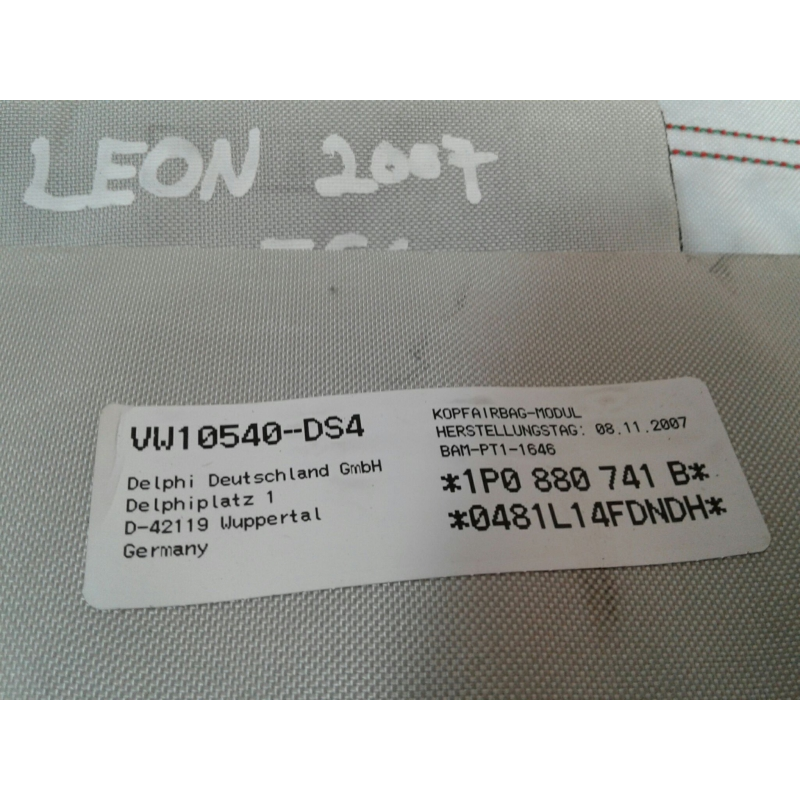 LEON 2007
VW10540--DS4
Delphi Deutschland GmbH
Delphiplatz 1
D-42119 Wuppertal
Germany
KOPFAIRBAG-MODUL
HERSTELLUNGSTAG: 08.11.2007
BAM-PT1-1646
*1P0 880 741 B*
*0481L14FDNDH*